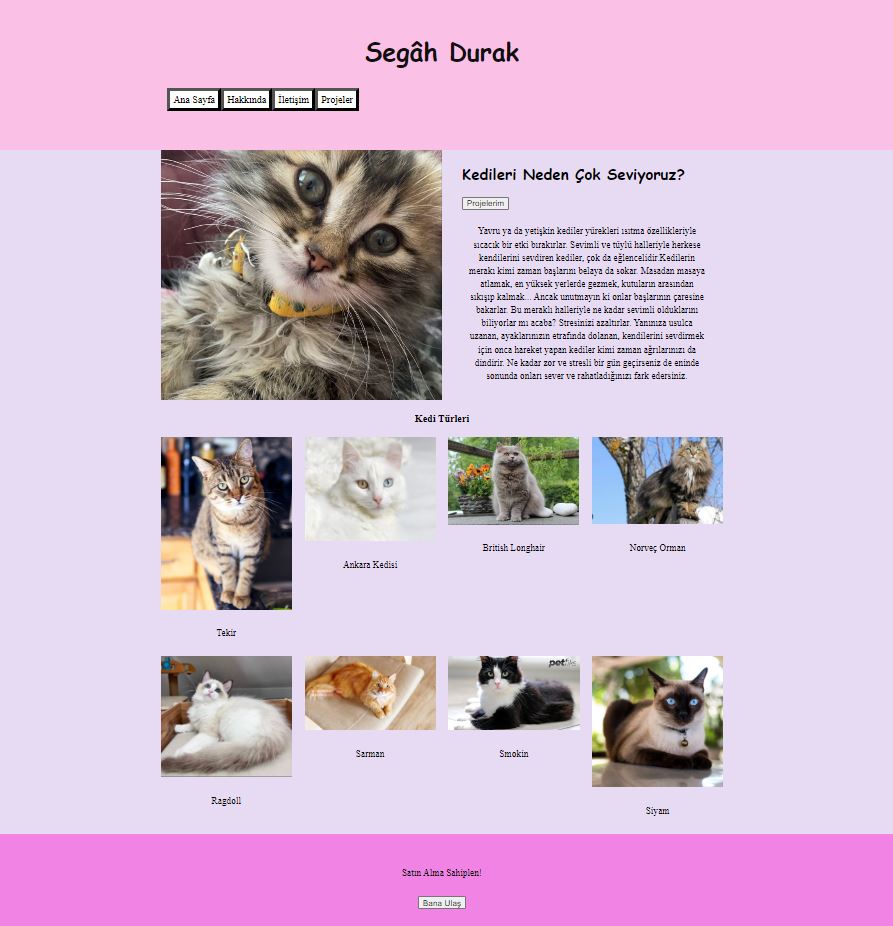 Segâh Durak
Ana Sayfa Hakkında İletişim Projeler
Kedileri Neden Çok Seviyoruz?
Projelerim
Yavru ya da yetişkin kediler yürekleri ısıtma özellikleriyle
sıcacık bir etki bırakırlar. Sevimli ve tüylü halleriyle herkese
kendilerini sevdiren kediler, çok da eğlencelidir.Kedilerin
merakı kimi zaman başlarını belaya da sokar. Masadan masaya
atlamak, en yüksek yerlerde gezmek, kutuların arasından
sıkışıp kalmak... Ancak unutmayın ki onlar başlarının çaresine
bakarlar. Bu meraklı halleriyle ne kadar sevimli olduklarını
biliyorlar mı acaba? Stresinizi azaltırlar. Yanınıza usulca
uzanan, ayaklarınızın etrafında dolanan, kendilerini sevdirmek
için onca hareket yapan kediler kimi zaman ağrılarınızı da
dindirir. Ne kadar zor ve stresli bir gün geçirseniz de eninde
sonunda onları sever ve rahatladığınızı fark edersiniz.
Kedi Türleri
Tekir
Ankara Kedisi
British Longhair
Norveç Orman
Ragdoll
Sarman
petfiks
Smokin
Siyam
Satın Alma Sahiplen!
Bana Ulaş